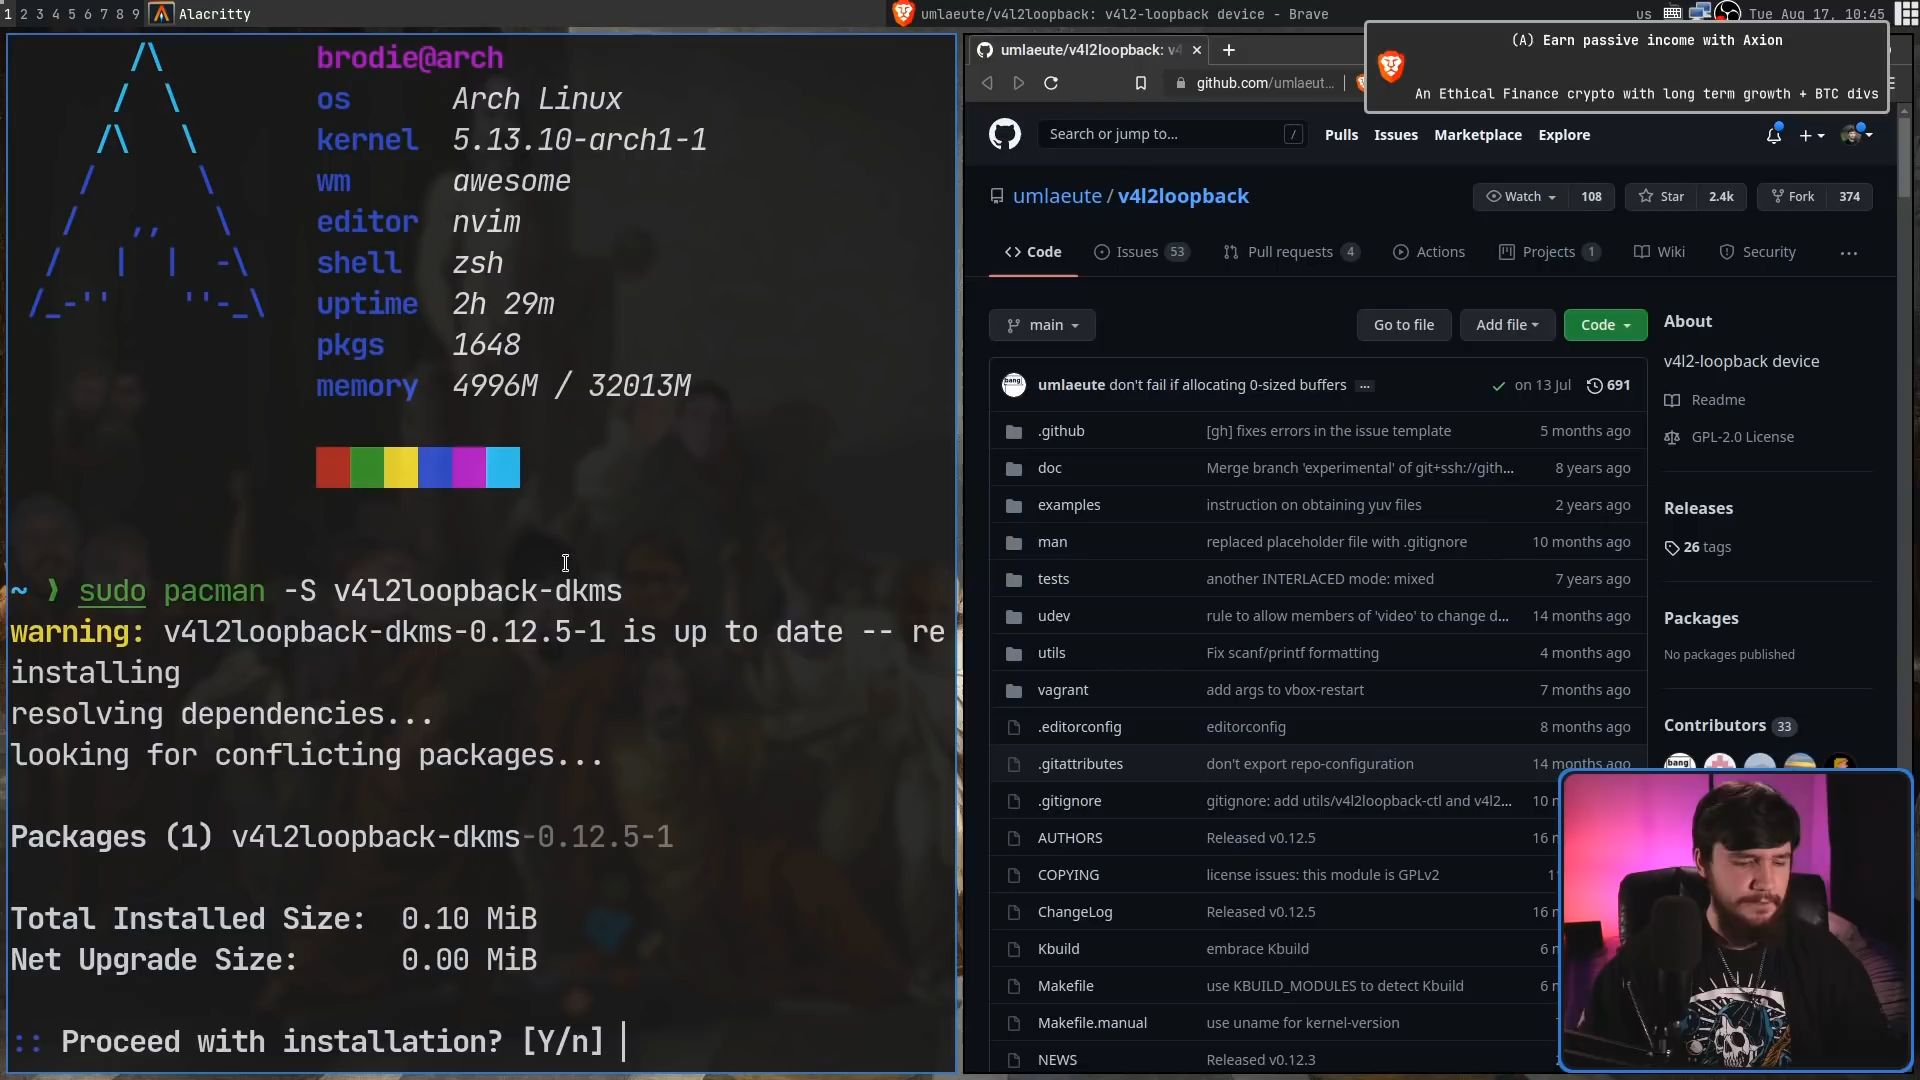 1 2 3 4 5 6 7 8 9 Alacritty
umlaeute/v4l2loopback: v4l2-loopback device - Brave
us Tue Aug 17, 10:45
brodie@arch
os Arch Linux
kernel 5.13.10-arch1-1
wm awesome
editor nvim
shell zsh
uptime 2h 29m
pkgs 1648
memory 4996M / 32013M
~ ❯ sudo pacman -S v4l2loopback-dkms
warning: v4l2loopback-dkms-0.12.5-1 is up to date -- re
installing
resolving dependencies...
looking for conflicting packages...
Packages (1) v4l2loopback-dkms-0.12.5-1
Total Installed Size: 0.10 MiB
Net Upgrade Size: 0.00 MiB
:: Proceed with installation? [Y/n]
umlaeute/v4l2loopback: v4
github.com/umlaeut...
(A) Earn passive income with Axion
An Ethical Finance crypto with long term growth + BTC divs
Search or jump to... /
Pulls Issues Marketplace Explore
umlaeute / v4l2loopback
Watch 108 Star 2.4k Fork 374
Code Issues 53 Pull requests 4 Actions Projects 1 Wiki Security ...
main Go to file Add file Code
umlaeute don't fail if allocating 0-sized buffers ... on 13 Jul 691
.github [gh] fixes errors in the issue template 5 months ago
doc Merge branch 'experimental' of git+ssh://gith... 8 years ago
examples instruction on obtaining yuv files 2 years ago
man replaced placeholder file with .gitignore 10 months ago
tests another INTERLACED mode: mixed 7 years ago
udev rule to allow members of 'video' to change d... 14 months ago
utils Fix scanf/printf formatting 4 months ago
vagrant add args to vbox-restart 7 months ago
.editorconfig editorconfig 8 months ago
.gitattributes don't export repo-configuration 14 months ago
.gitignore gitignore: add utils/v4l2loopback-ctl and v4l2... 10 m
AUTHORS Released v0.12.5 16 m
COPYING license issues: this module is GPLv2 1
ChangeLog Released v0.12.5 16 m
Kbuild embrace Kbuild 6 m
Makefile use KBUILD_MODULES to detect Kbuild 6 m
Makefile.manual use uname for kernel-version
NEWS Released v0.12.3
About
v4l2-loopback device
Readme
GPL-2.0 License
Releases
26 tags
Packages
No packages published
Contributors 33